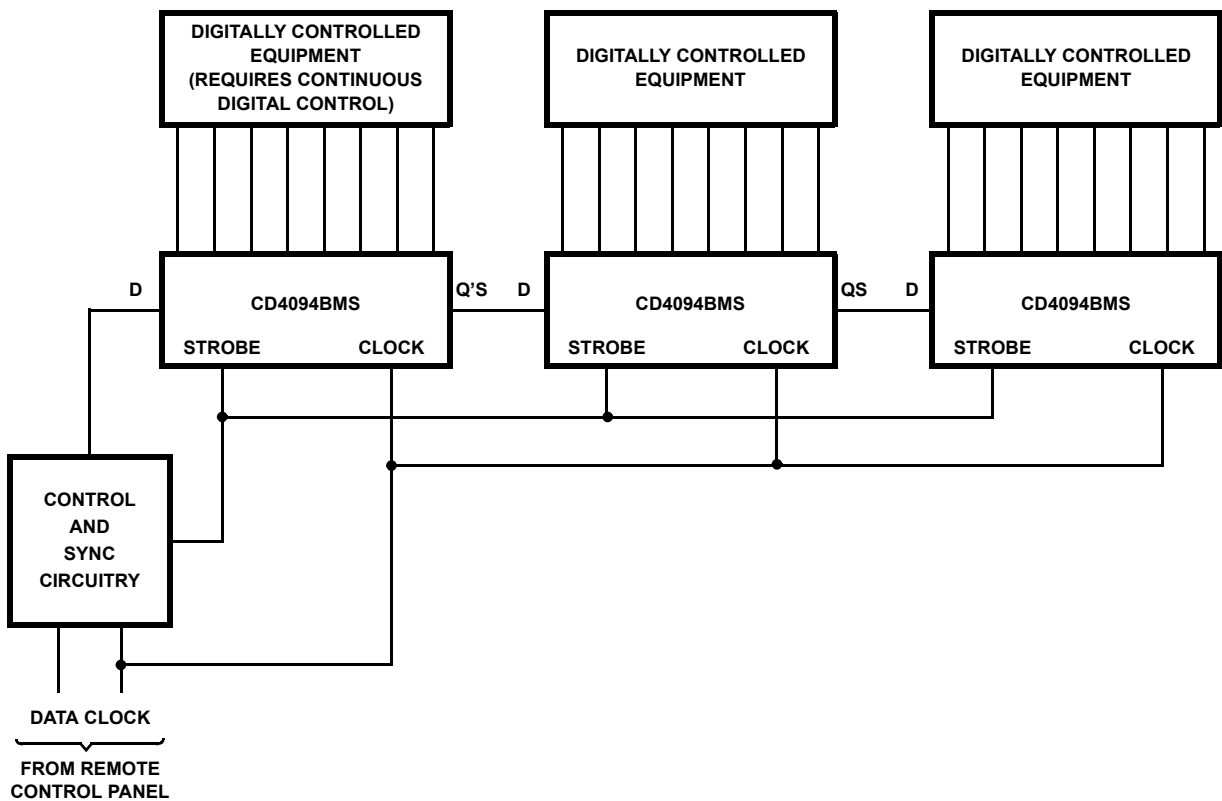 DIGITALLY CONTROLLED
EQUIPMENT
(REQUIRES CONTINUOUS
DIGITAL CONTROL)
DIGITALLY CONTROLLED
EQUIPMENT
DIGITALLY CONTROLLED
EQUIPMENT
D
CD4094BMS
STROBE
CLOCK
Q'S
D
CD4094BMS
STROBE
CLOCK
QS
D
CD4094BMS
STROBE
CLOCK
CONTROL
AND
SYNC
CIRCUITRY
DATA CLOCK
FROM REMOTE
CONTROL PANEL